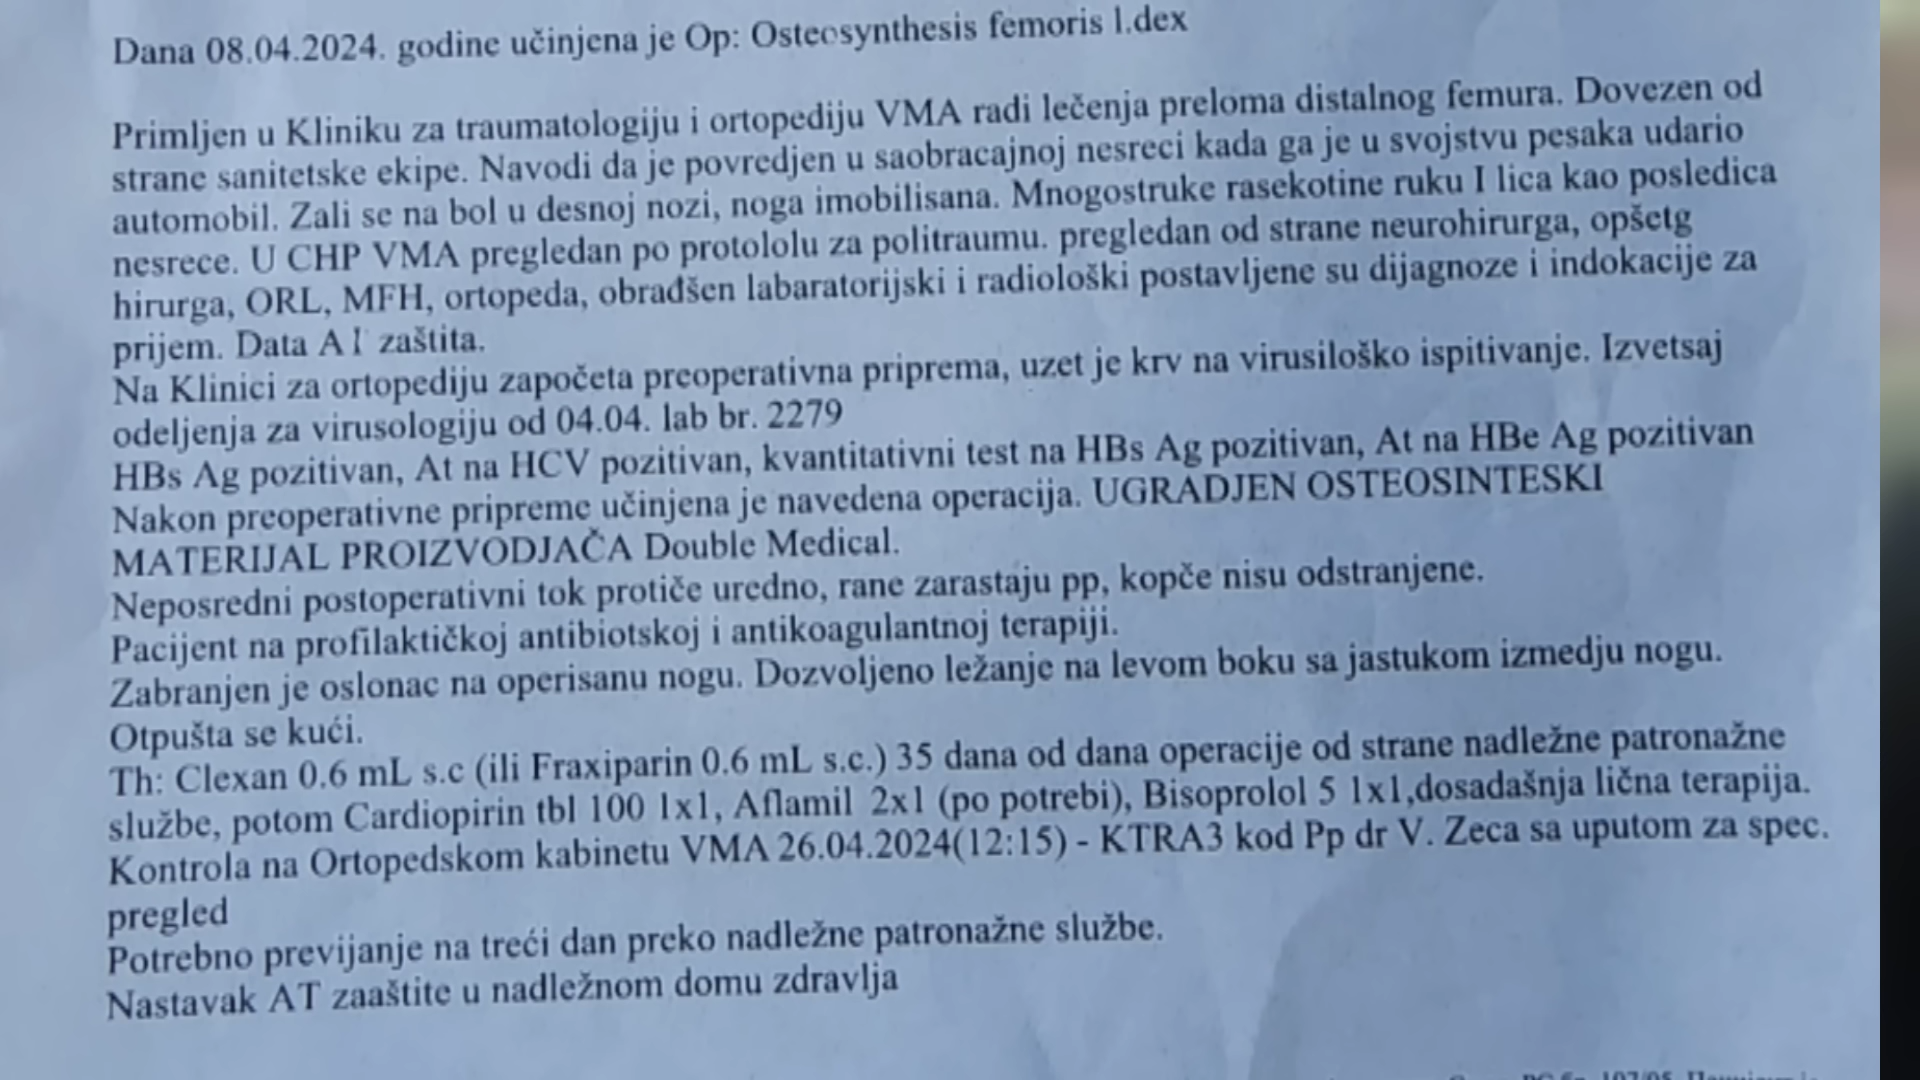 Dana 08.04.2024. godine učinjena je Op: Osteosynthesis femoris l.dex
Primljen u Kliniku za traumatologiju i ortopediju VMA radi lečenja preloma distalnog femura. Dovezen od
strane sanitetske ekipe. Navodi da je povredjen u saobracajnoj nesreci kada ga je u svojstvu pesaka udario
automobil. Zali se na bol u desnoj nozi, noga imobilisana. Mnogostruke rasekotine ruku I lica kao posledica
nesrece. U CHP VMA pregledan po protololu za politraumu. pregledan od strane neurohirurga, opšetg
hirurga, ORL, MFH, ortopeda, obradšen labaratorijski i radiološki postavljene su dijagnoze i indokacije za
prijem. Data zaštita.
Na Klinici za ortopediju započeta preoperativna priprema, uzet je krv na virusiloško ispitivanje. Izvetsaj
odeljenja za virusologiju od 04.04. lab br. 2279
HBs Ag pozitivan, At na HCV pozitivan, kvantitativni test na HBs Ag pozitivan, At na HBe Ag pozitivan
Nakon preoperativne pripreme učinjena je navedena operacija. UGRADJEN OSTEOSINTESKI
MATERIJAL PROIZVODJAČA Double Medical.
Neposredni postoperativni tok protiče uredno, rane zarastaju pp, kopče nisu odstranjene.
Pacijent na profilaktičkoj antibiotskoj i antikoagulantnoj terapiji.
Zabranjen je oslonac na operisanu nogu. Dozvoljeno ležanje na levom boku sa jastukom izmedju nogu.
Otpušta se kući.
Th: Clexan 0.6 mL s.c (ili Fraxiparin 0.6 mL s.c.) 35 dana od dana operacije od strane nadležne patronažne
službe, potom Cardiopirin tbl 100 1x1, Aflamil 2x1 (po potrebi), Bisoprolol 5 1x1,dosadašnja lična terapija.
Kontrola na Ortopedskom kabinetu VMA 26.04.2024(12:15) - KTRA3 kod Pp dr V. Zeca sa uputom za spec.
pregled
Potrebno previjanje na treći dan preko nadležne patronažne službe.
Nastavak AT zaaštite u nadležnom domu zdravlja